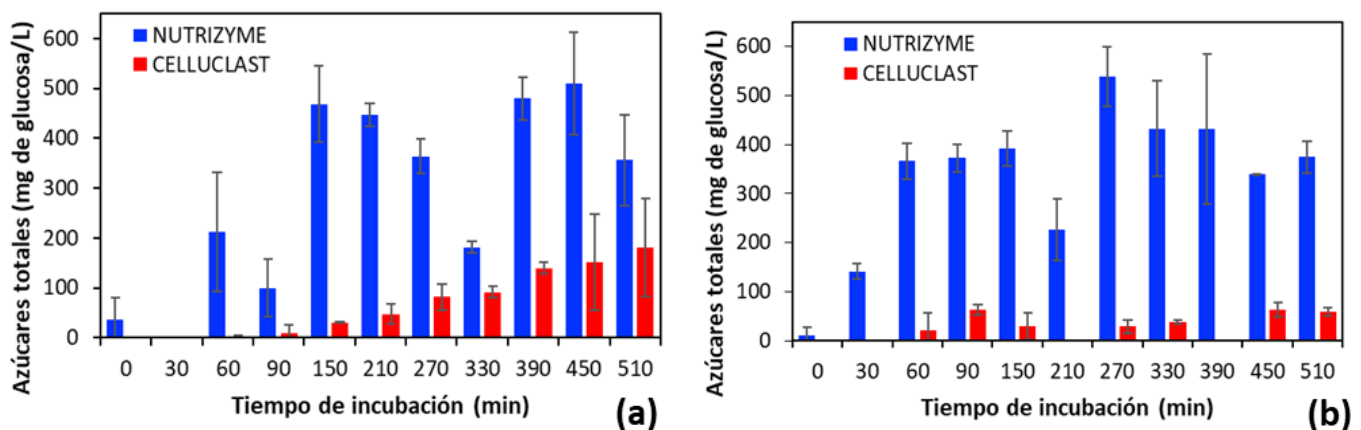 Azúcares totales (mg de glucosa/L)
600
500
400
300
200
100
0
NUTRIZYME
CELLUCLAST
0 30 60 90 150 210 270 330 390 450 510
Tiempo de incubación (min)
(a)
Azúcares totales (mg de glucosa/L)
600
500
400
300
200
100
0
NUTRIZYME
CELLUCLAST
0 30 60 90 150 210 270 330 390 450 510
Tiempo de incubación (min)
(b)